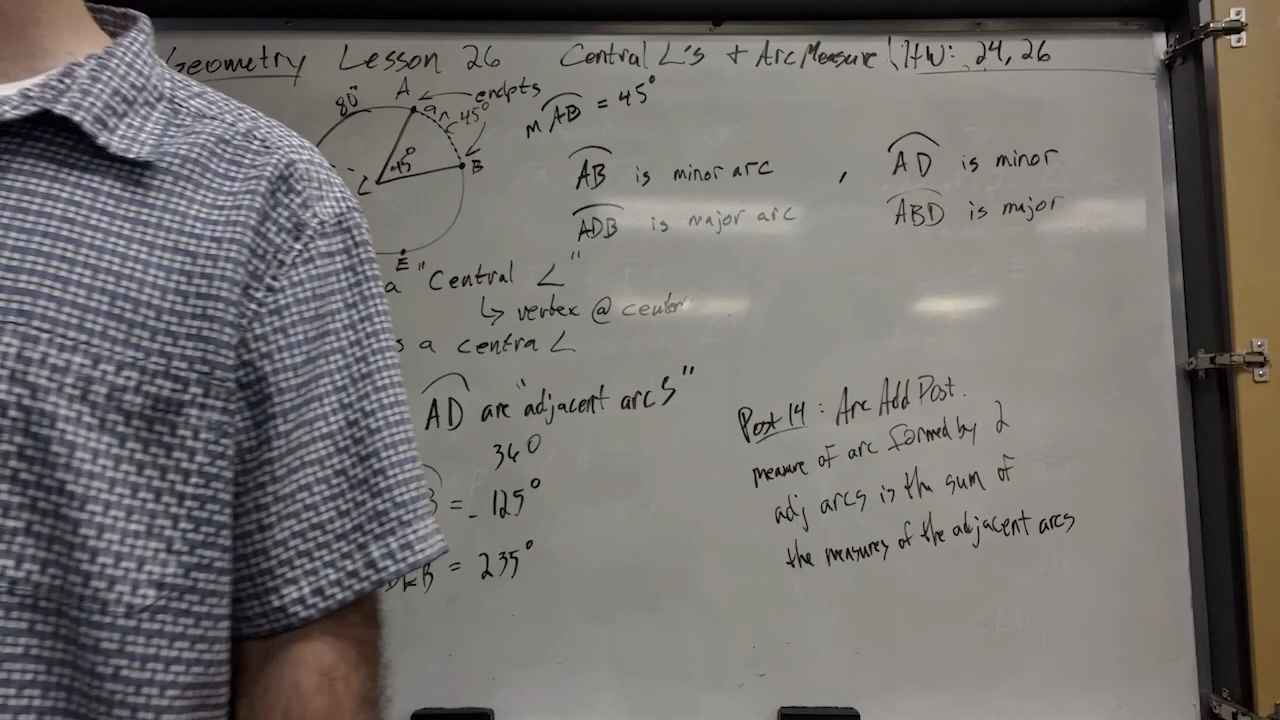 Geometry Lesson 26 Central ∠'s + Arc Measure HW: 24, 26
80°
A
endpts
45°
m AB = 45°
45°
B
C
E
AB is minor arc , AD is minor
ADB is major arc ABD is major
a "Central ∠"
↳ vertex @ center
s a centra ∠
AD are "adjacent arcs"
360
B = 125°
DEB = 235°
Post 14 : Arc Add Post.
measure of arc formed by 2
adj arcs is the sum of
the measures of the adjacent arcs